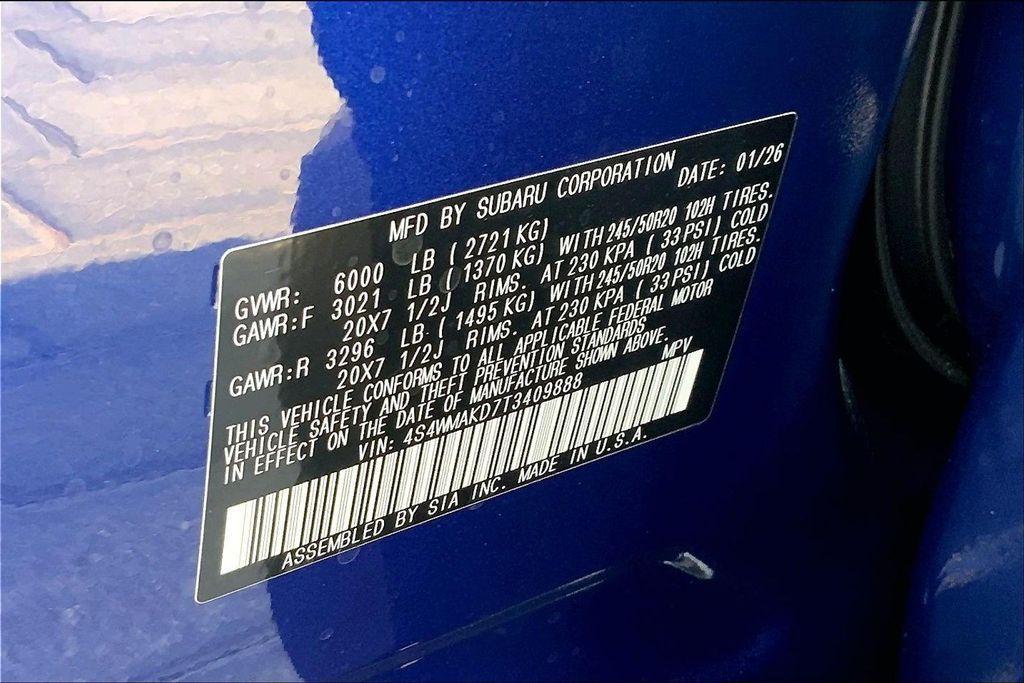 MFD BY SUBARU CORPORATION
DATE: 01/26
GVWR: 6000 LB ( 2721 KG)
GAWR:F 3021 LB ( 1370 KG) WITH 245/50R20 102H TIRES.
20X7 1/2J RIMS. AT 230 KPA ( 33 PSI) COLD
GAWR:R 3296 LB ( 1495 KG) WITH 245/50R20 102H TIRES.
20X7 1/2J RIMS. AT 230 KPA ( 33 PSI) COLD
THIS VEHICLE CONFORMS TO ALL APPLICABLE FEDERAL MOTOR
VEHICLE SAFETY AND THEFT PREVENTION STANDARDS
IN EFFECT ON THE DATE OF MANUFACTURE SHOWN ABOVE.
VIN: 4S4WMAKD7T3409888 MPV
ASSEMBLED BY SIA INC. MADE IN U.S.A.